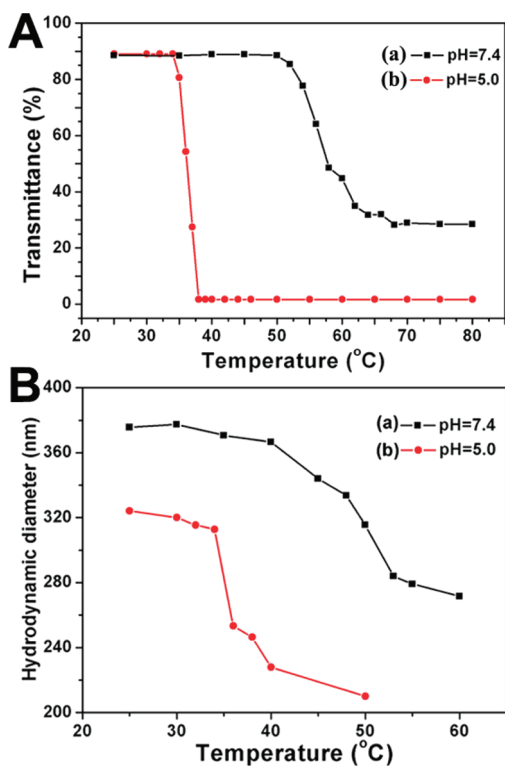 A
100
80
60
40
20
0
Transmittance (%)
(a) pH=7.4
(b) pH=5.0
20 30 40 50 60 70 80
Temperature (°C)
B
400
360
320
280
240
200
Hydrodynamic diameter (nm)
(a) pH=7.4
(b) pH=5.0
20 30 40 50 60
Temperature (°C)